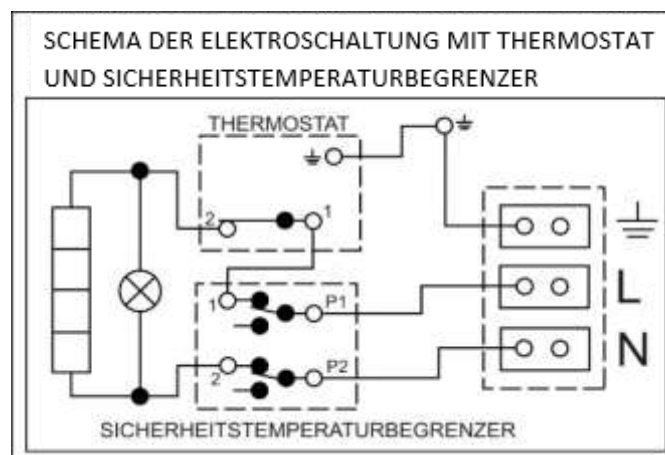 SCHEMA DER ELEKTROSCHALTUNG MIT THERMOSTAT
UND SICHERHEITSTEMPERATURBEGRENZER
THERMOSTAT
2
1
1
P1
L
2
P2
N
SICHERHEITSTEMPERATURBEGRENZER